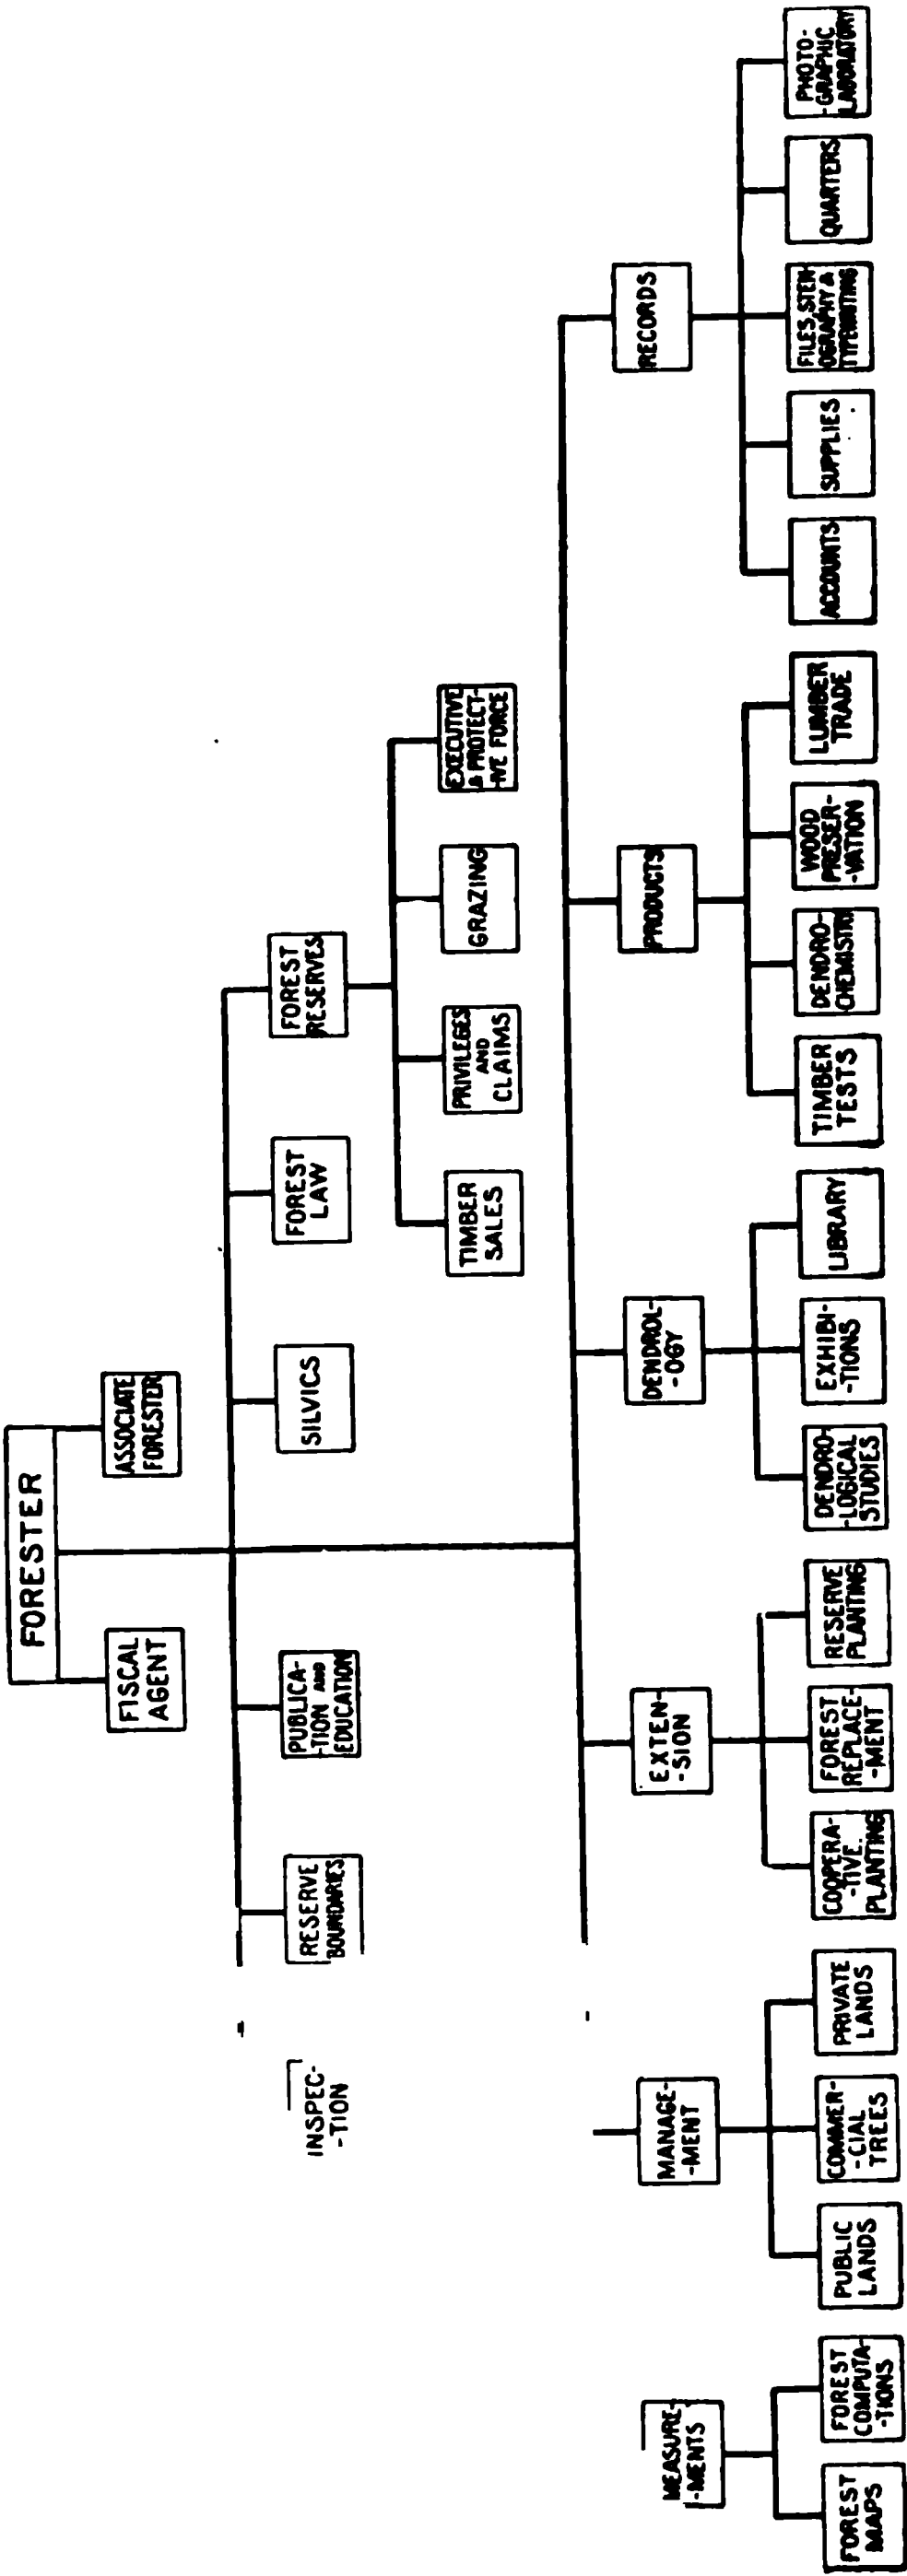 FORESTER
FISCAL
AGENT
ASSOCIATE
FORESTER
INSPEC-
-TION
RESERVE
BOUNDARIES
PUBLICA-
-TION AND
EDUCATION
SILVICS
FOREST
LAW
FOREST
RESERVES
TIMBER
SALES
PRIVILEGES
AND
CLAIMS
GRAZING
EXECUTIVE
& PROTECT-
-IVE FORCE
MEASURE-
-MENTS
MANAGE-
-MENT
EXTEN-
-SION
DENDROL-
-OGY
PRODUCTS
RECORDS
FOREST
MAPS
FOREST
COMPUTA-
-TIONS
PUBLIC
LANDS
COMMER-
-CIAL
TREES
PRIVATE
LANDS
COOPERA-
-TIVE.
PLANTING
FOREST
REPLACE-
-MENT
RESERVE
PLANTING
DENDRO-
-LOGICAL
STUDIES
EXHIBI-
-TIONS
LIBRARY
TIMBER
TESTS
DENDRO-
-CHEMISTRY
WOOD
PRESER-
-VATION
LUMBER
TRADE
ACCOUNTS
SUPPLIES
FILES, STEN-
-OGRAPHY &
TYPEWRITING
QUARTERS
PHOTO-
-GRAPHIC
LABORATORY